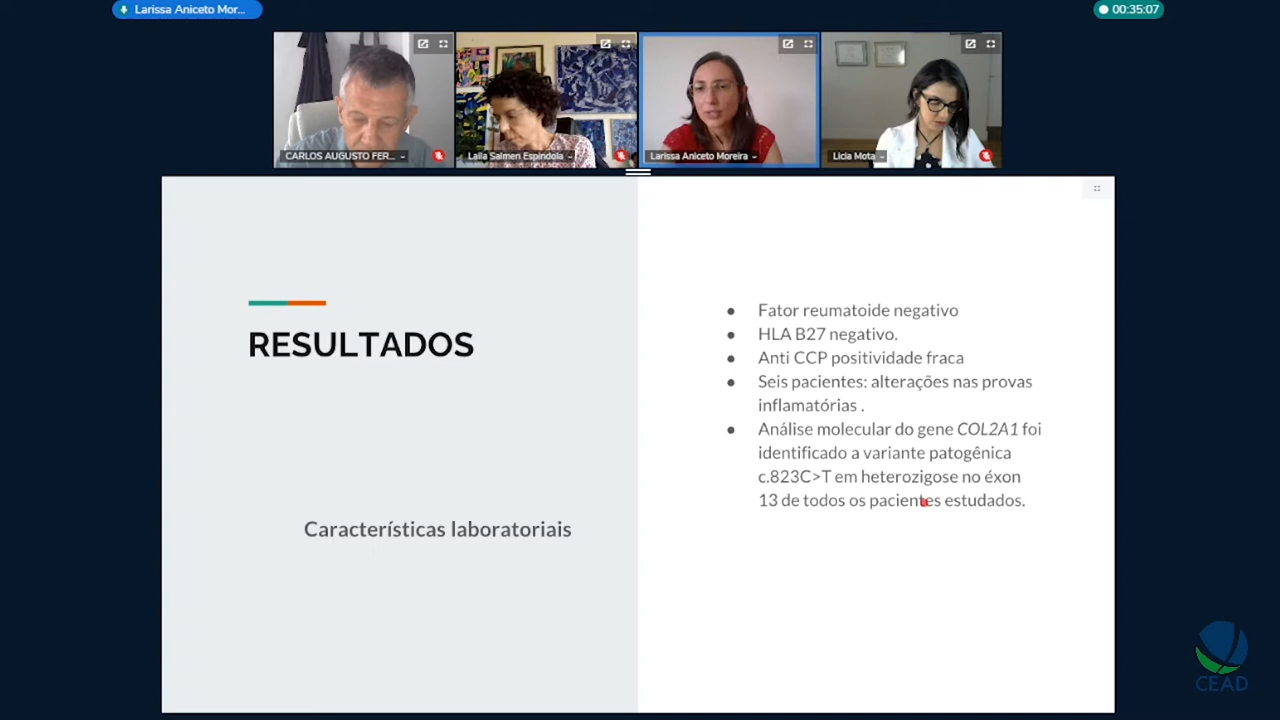 Larissa Aniceto Mor...
00:35:07
CARLOS AUGUSTO FER...
Laila Salmen Espindola
Larissa Aniceto Moreira
Licia Mota
RESULTADOS
Características laboratoriais
Fator reumatoide negativo
HLA B27 negativo.
Anti CCP positividade fraca
Seis pacientes: alterações nas provas
inflamatórias .
Análise molecular do gene COL2A1 foi
identificado a variante patogênica
c.823C>T em heterozigose no éxon
13 de todos os pacientes estudados.
CEAD